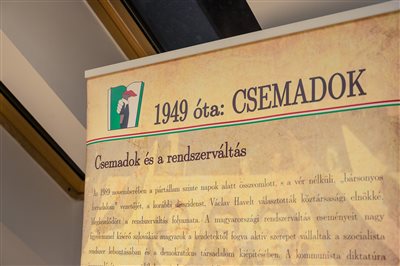 1949 óta: CSEMADOK
Csemadok és a rendszerváltás
1989 novemberében a pártállam szinte napok alatt összeomlott, s a vér nélküli, „bársonyos
forradalom" vezetőjét, a korábbi disszidenst, Václav Havelt választották köztársasági elnökké.
Megkezdődött a rendszerváltás folyamata. A magyarországi rendszerváltás eseményeit nagy
figyelemmel kísérő szlovákiai magyarok a kezdetektől fogva aktív szerepet vállaltak a szocialista
rendszer lebontásában és a demokratikus társadalom kiépítésében. A kommunista diktatúra